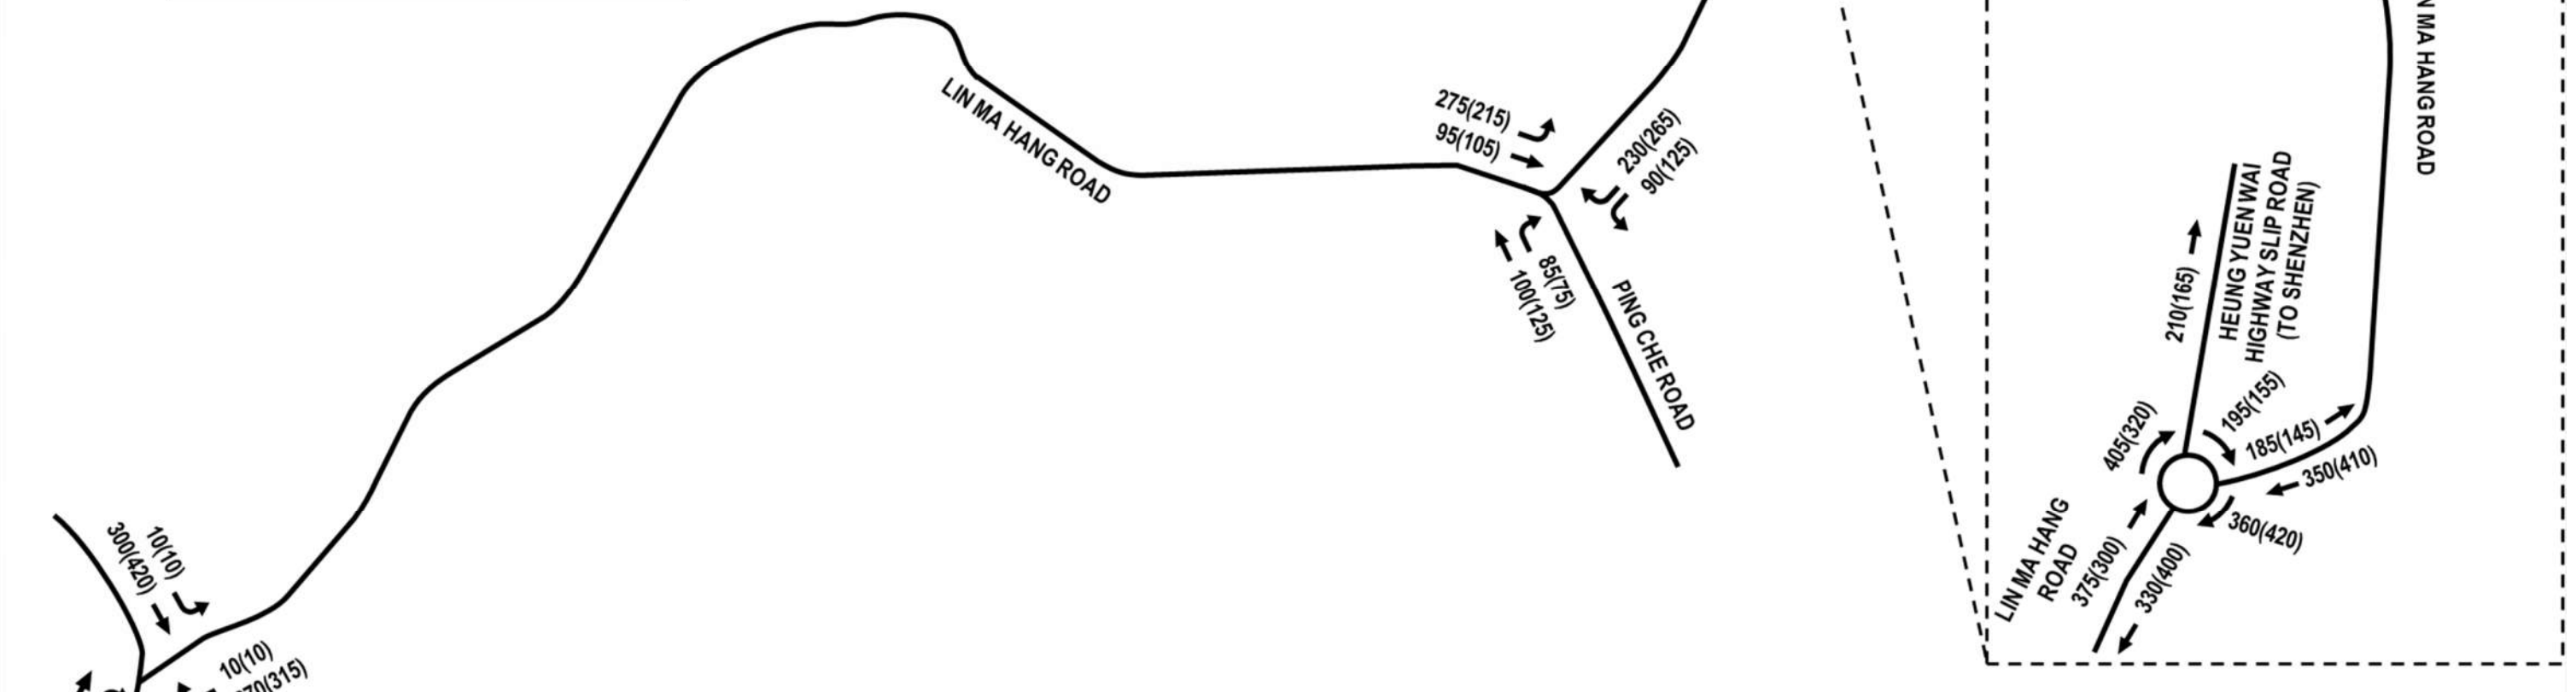 LIN MA HANG ROAD
275(215)
95(105)
230(265)
90(125)
85(75)
100(125)
PING CHE ROAD
10(10)
300(420)
10(10)
MA HANG ROAD
HEUNG YUEN WAI
HIGHWAY SLIP ROAD
(TO SHENZHEN)
210(165)
405(320)
195(155)
185(145)
350(410)
360(420)
LIN MA HANG
ROAD
375(300)
330(400)